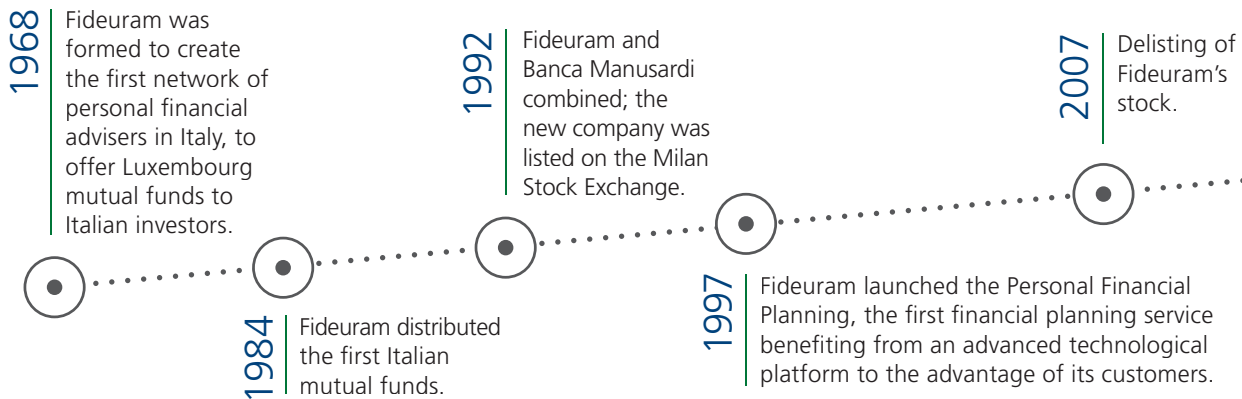 1968
Fideuram was
formed to create
the first network of
personal financial
advisers in Italy, to
offer Luxembourg
mutual funds to
Italian investors.
1984
Fideuram distributed
the first Italian
mutual funds.
1992
Fideuram and
Banca Manusardi
combined; the
new company was
listed on the Milan
Stock Exchange.
1997
Fideuram launched the Personal Financial
Planning, the first financial planning service
benefiting from an advanced technological
platform to the advantage of its customers.
2007
Delisting of
Fideuram's
stock.